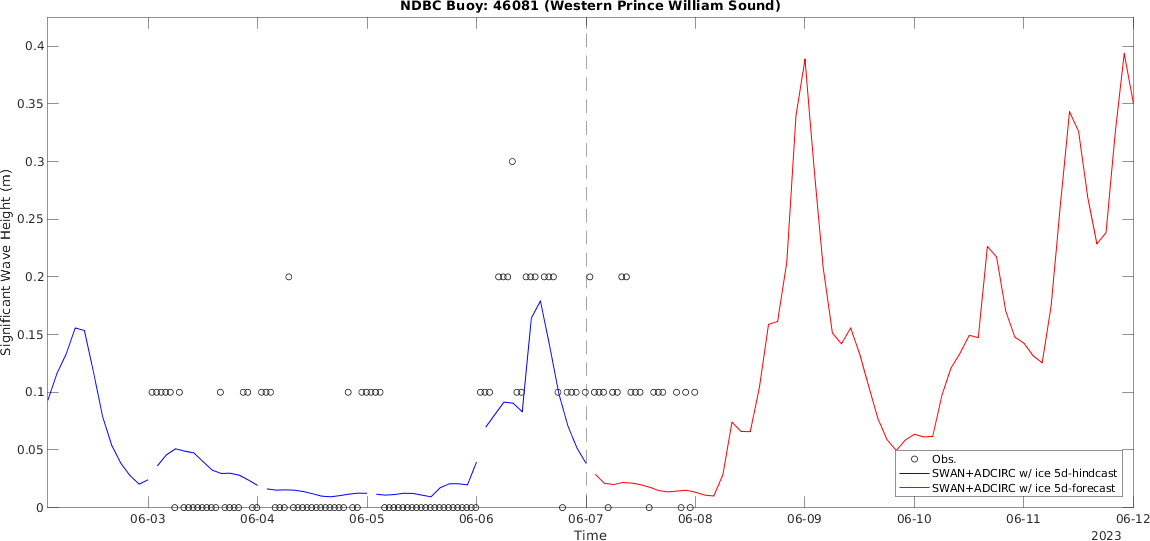 NDBC Buoy: 46081 (Western Prince William Sound)
Significant Wave Height (m)
0.4
0.35
0.3
0.25
0.2
0.15
0.1
0.05
0
Obs.
SWAN+ADCIRC w/ ice 5d-hindcast
SWAN+ADCIRC w/ ice 5d-forecast
06-03 06-04 06-05 06-06 06-07 06-08 06-09 06-10 06-11 06-12
Time
2023